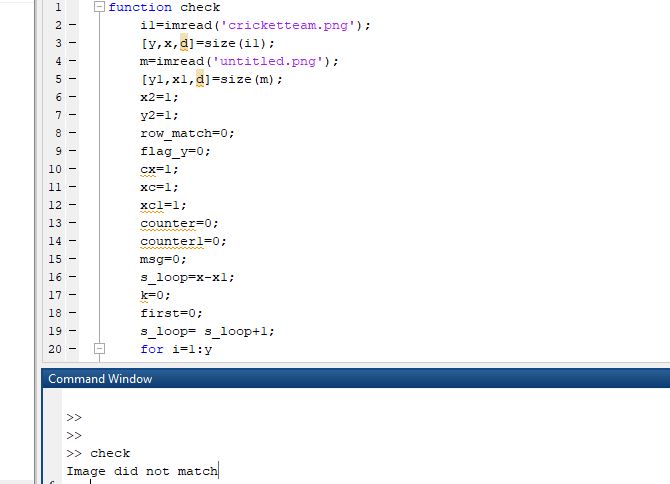 1 function check
2 i1=imread('cricketteam.png');
3 [y,x,d]=size(i1);
4 m=imread('untitled.png');
5 [y1,x1,d]=size(m);
6 x2=1;
7 y2=1;
8 row_match=0;
9 flag_y=0;
10 cx=1;
11 xc=1;
12 xc1=1;
13 counter=0;
14 counter1=0;
15 msg=0;
16 s_loop=x-x1;
17 k=0;
18 first=0;
19 s_loop= s_loop+1;
20 for i=1:y
Command Window
>>
>>
>> check
Image did not match